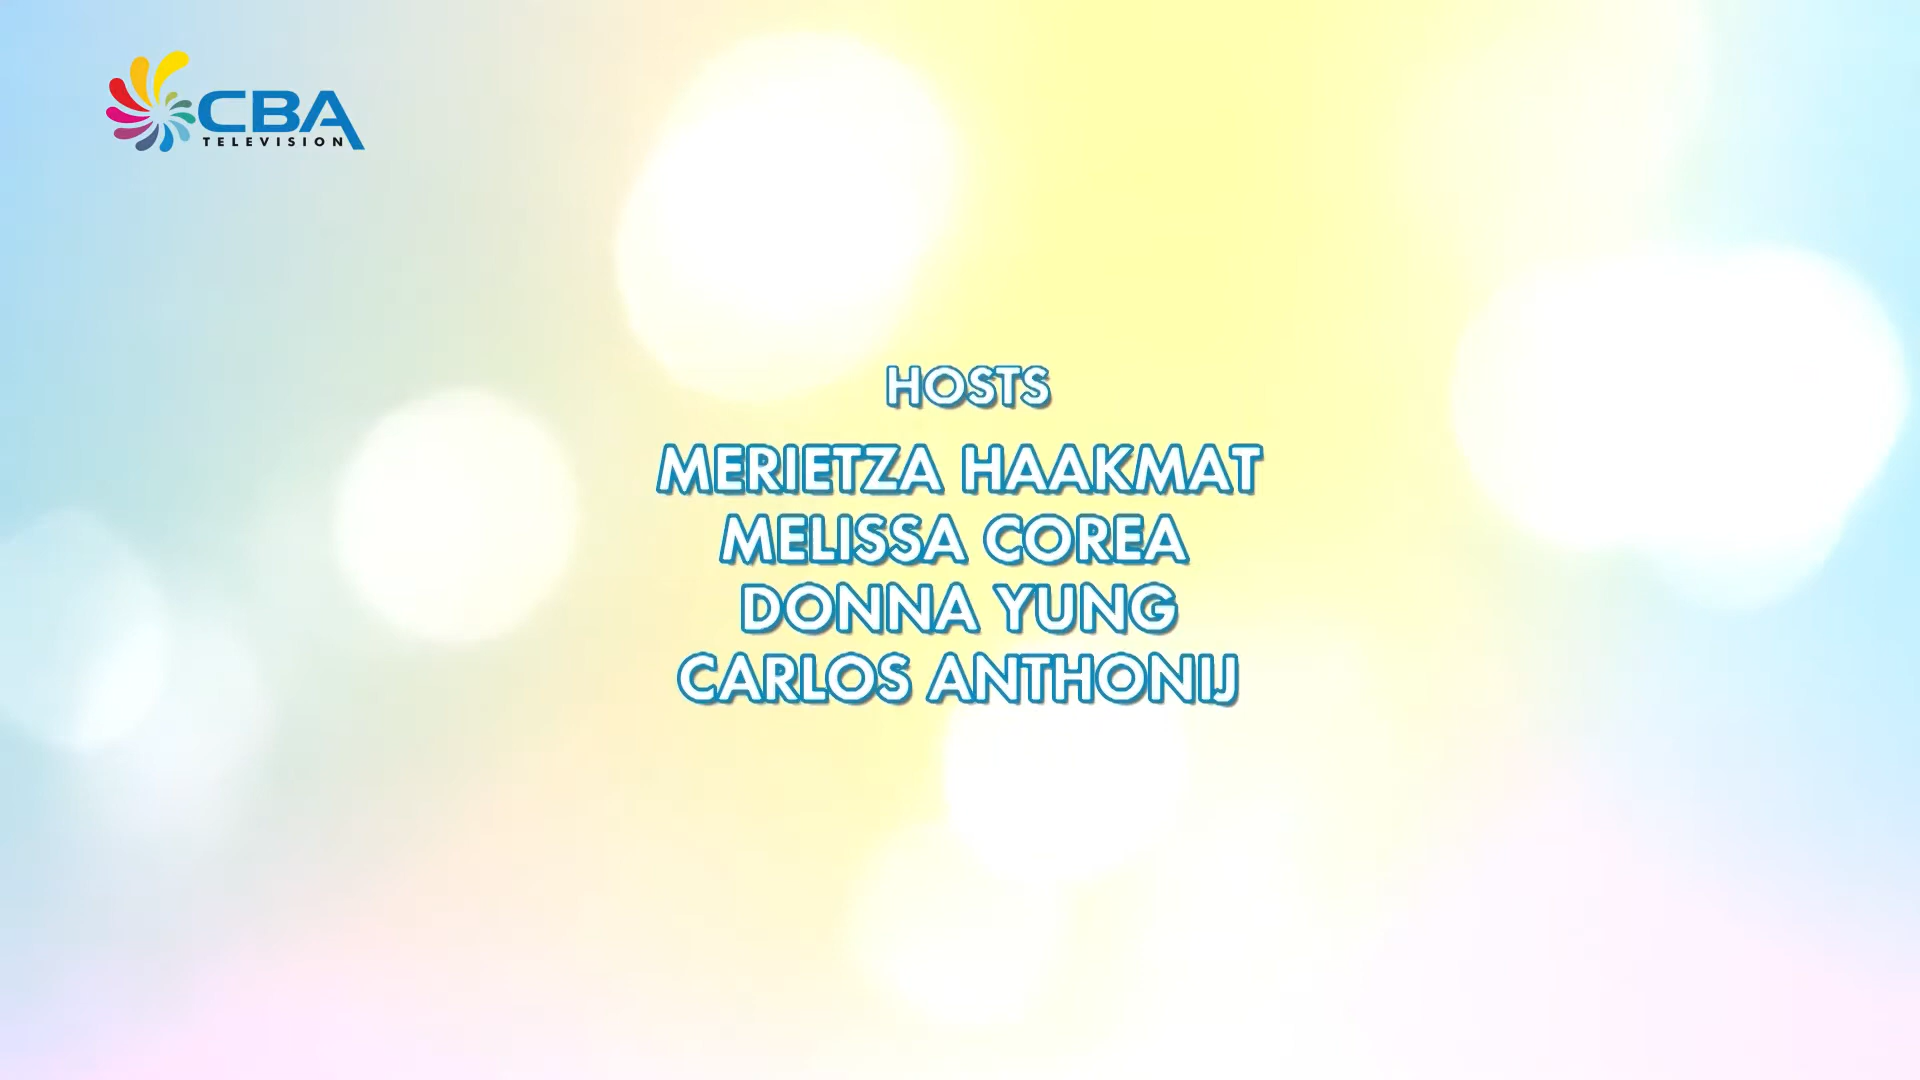 CBA
TELEVISION
HOSTS
MERIETZA HAAKMAT
MELISSA COREA
DONNA YUNG
CARLOS ANTHONIJ